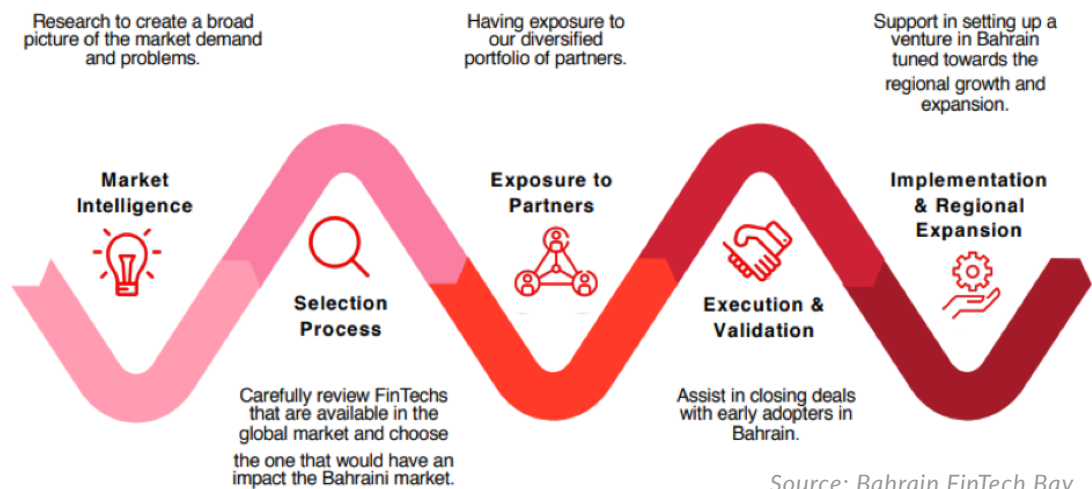 Research to create a broad
picture of the market demand
and problems.
Market
Intelligence
Selection
Process
Carefully review FinTechs
that are available in the
global market and choose
the one that would have an
impact the Bahraini market.
Having exposure to
our diversified
portfolio of partners.
Exposure to
Partners
Execution &
Validation
Assist in closing deals
with early adopters in
Bahrain.
Support in setting up a
venture in Bahrain
tuned towards the
regional growth and
expansion.
Implementation
& Regional
Expansion
Source: Bahrain FinTech Bay